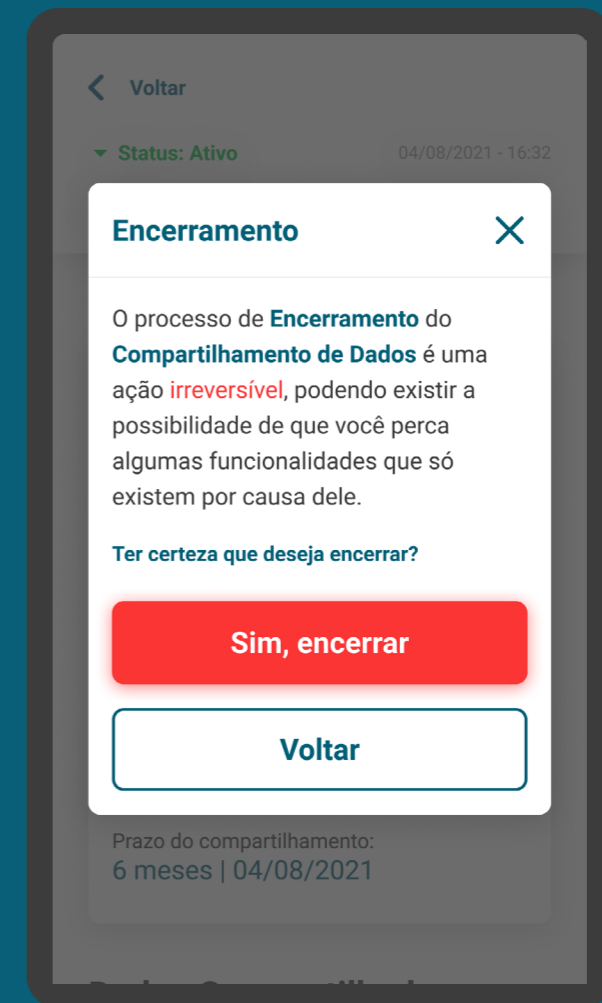 Voltar
Status: Ativo
04/08/2021 - 16:32
Encerramento
O processo de Encerramento do
Compartilhamento de Dados é uma
ação irreversível, podendo existir a
possibilidade de que você perca
algumas funcionalidades que só
existem por causa dele.
Ter certeza que deseja encerrar?
Sim, encerrar
Voltar
Prazo do compartilhamento:
6 meses | 04/08/2021